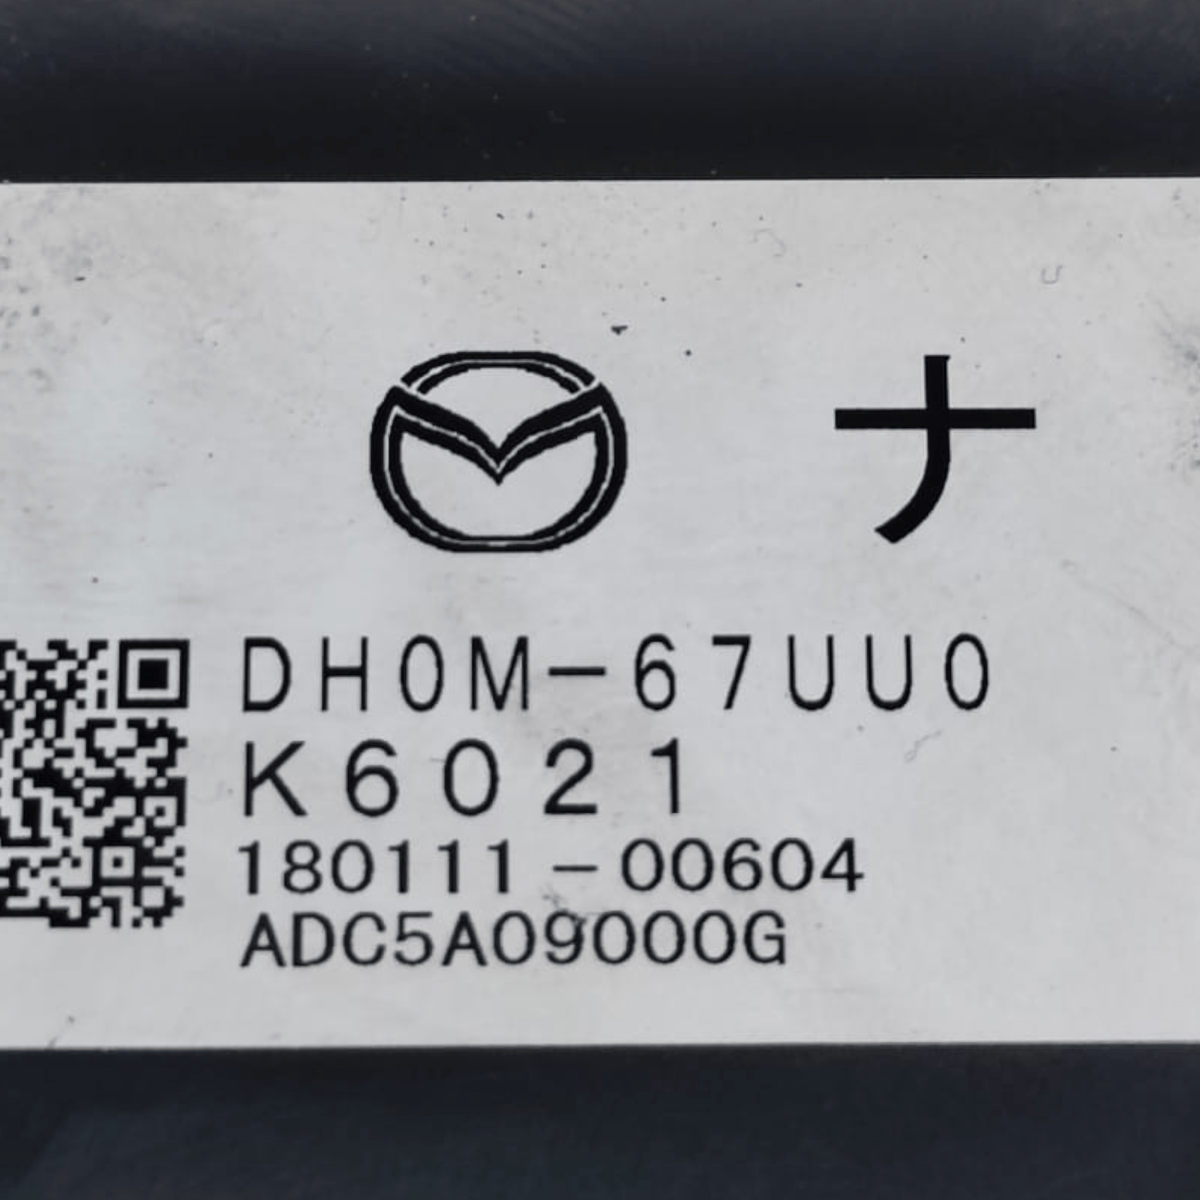 ナ
DH0M-67UU0
K6021
180111-00604
ADC5A09000G